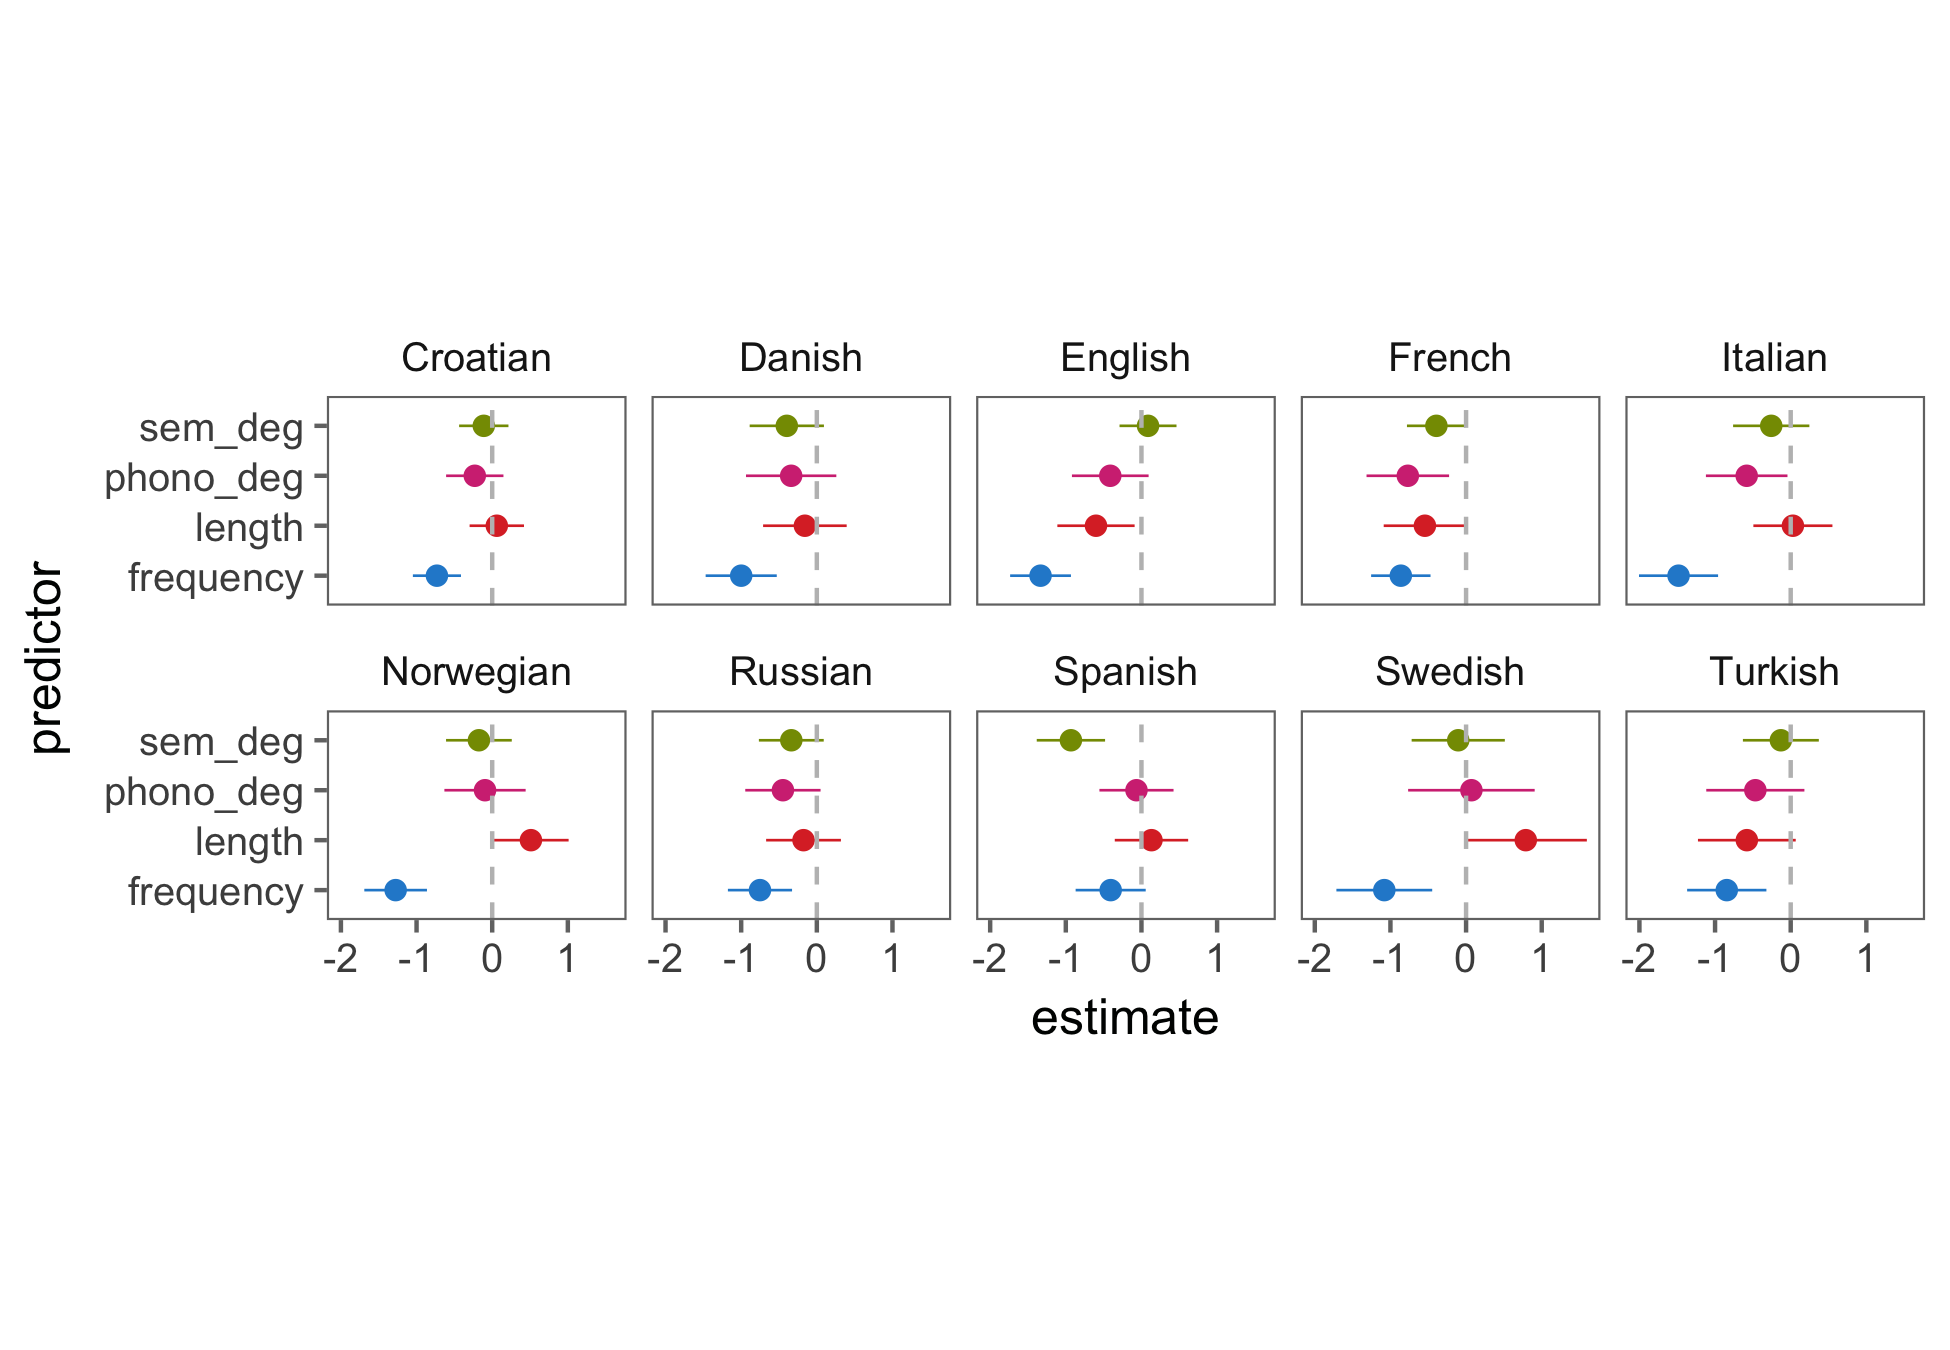 Croatian Danish English French Italian
sem_deg
phono_deg
length
frequency
predictor
Norwegian Russian Spanish Swedish Turkish
sem_deg
phono_deg
length
frequency
-2 -1 0 1 -2 -1 0 1 -2 -1 0 1 -2 -1 0 1 -2 -1 0 1
estimate